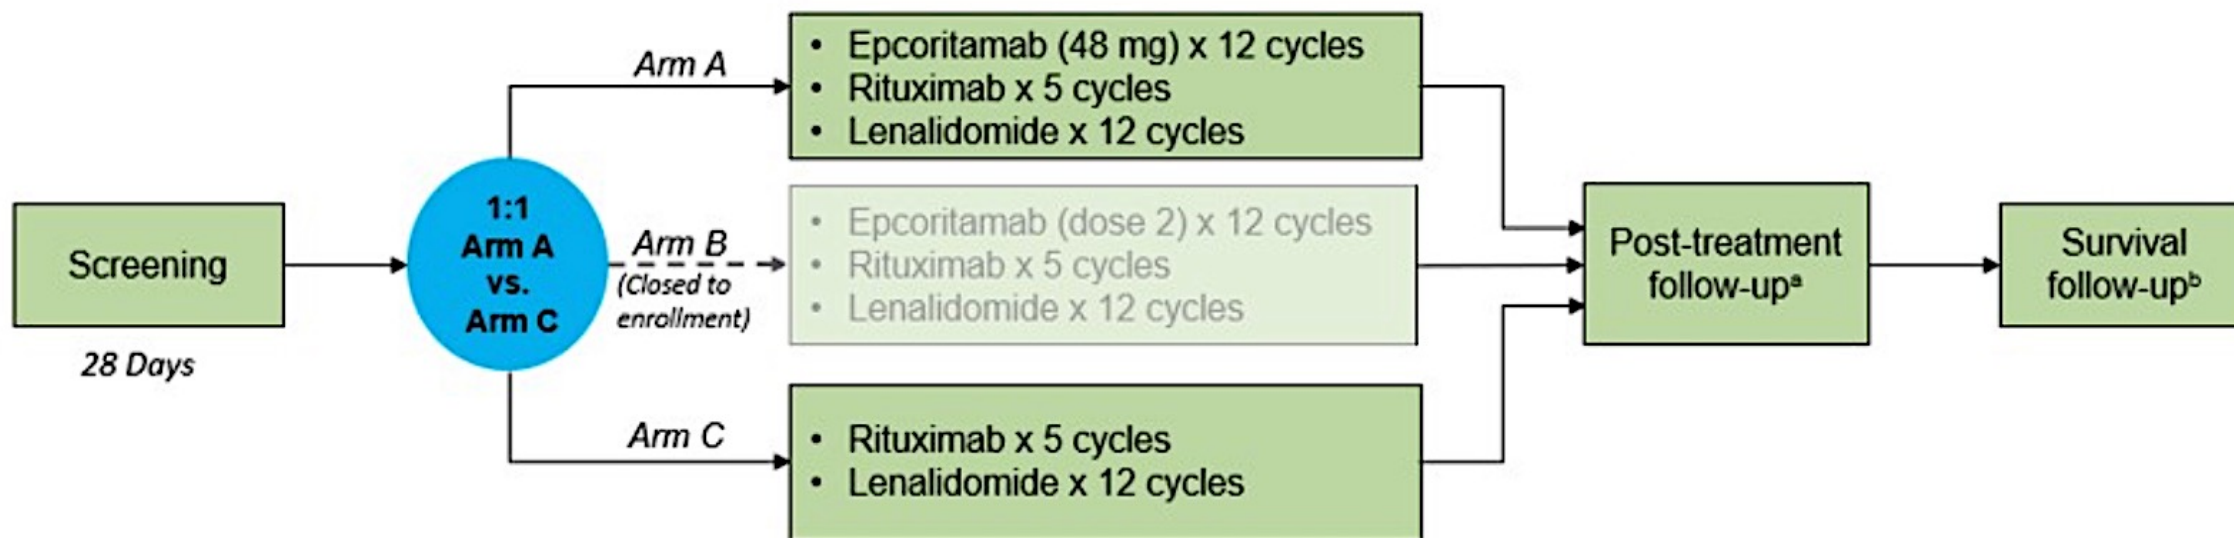 Screening
28 Days
1:1
Arm A
vs.
Arm C
Arm A
• Epcoritamab (48 mg) x 12 cycles
• Rituximab x 5 cycles
• Lenalidomide x 12 cycles
Arm B
(Closed to
enrollment)
• Epcoritamab (dose 2) x 12 cycles
• Rituximab x 5 cycles
• Lenalidomide x 12 cycles
Arm C
• Rituximab x 5 cycles
• Lenalidomide x 12 cycles
Post-treatment
follow-upᵃ
Survival
follow-upᵇ